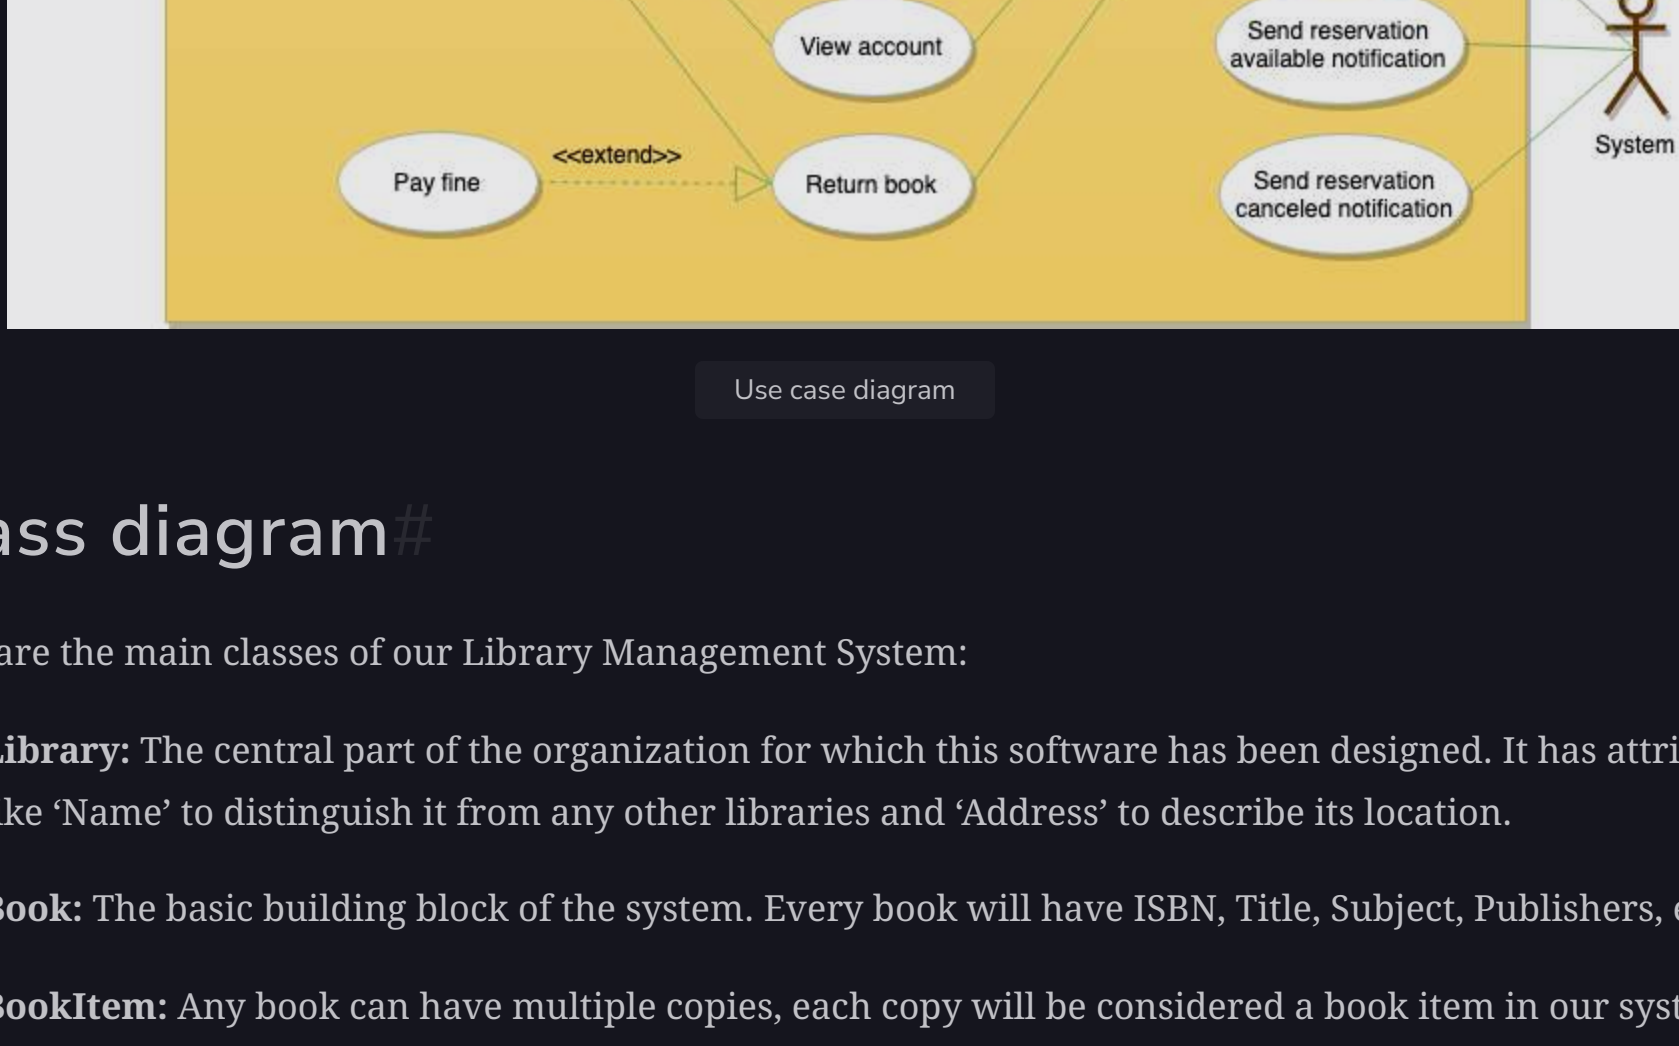 View account
Send reservation
available notification
System
<<extend>>
Pay fine
Return book
Send reservation
canceled notification
Use case diagram
diagram#
are the main classes of our Library Management System:
Library: The central part of the organization for which this software has been designed. It has
‘Name’ to distinguish it from any other libraries and ‘Address’ to describe its location.
Book: The basic building block of the system. Every book will have ISBN, Title, Subject, Publishers,
BookItem: Any book can have multiple copies, each copy will be considered a book item in our